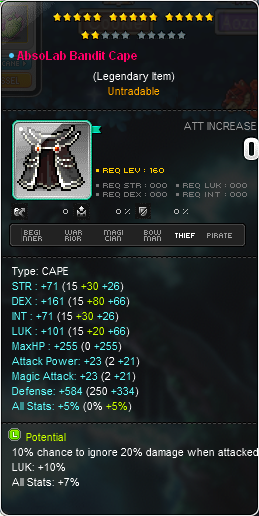 AbsoLab Bandit Cape
(Legendary Item)
Untradable
ATT INCREASE
0
REQ LEV : 160
REQ STR : 000 REQ LUK : 000
REQ DEX : 000 REQ INT : 000
0 0 % 0 %
BEGINNER WARRIOR MAGICIAN BOWMAN THIEF PIRATE
Type: CAPE
STR : +71 (15 +30 +26)
DEX : +161 (15 +80 +66)
INT : +71 (15 +30 +26)
LUK : +101 (15 +20 +66)
MaxHP : +255 (0 +255)
Attack Power: +23 (2 +21)
Magic Attack: +23 (2 +21)
Defense: +584 (250 +334)
All Stats: +5% (0% +5%)
L Potential
10% chance to ignore 20% damage when attacked
LUK: +10%
All Stats: +7%